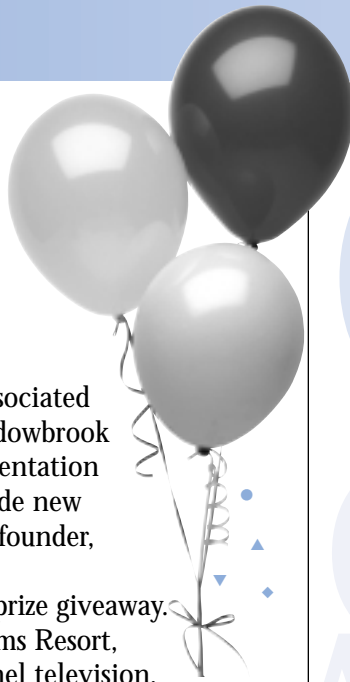 sociated
dowbrook
entation
de new
founder,
prize giveaway.
ms Resort,
nel television.